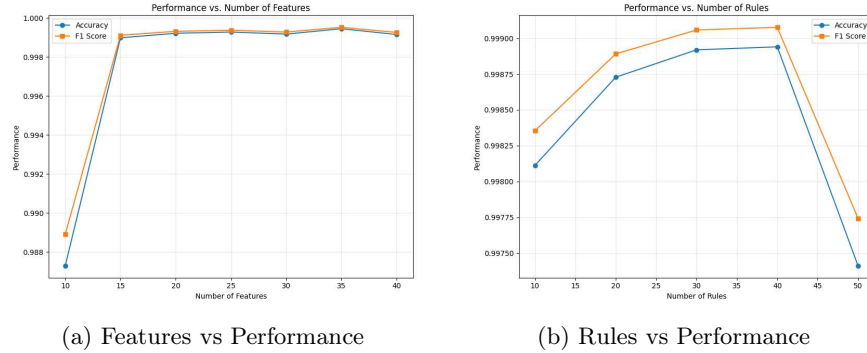 Performance vs. Number of Features
Accuracy
F1 Score
1.000
0.998
0.996
0.994
0.992
0.990
0.988
Performance
10 15 20 25 30 35 40
Number of Features
(a) Features vs Performance
Performance vs. Number of Rules
Accuracy
F1 Score
0.99900
0.99875
0.99850
0.99825
0.99800
0.99775
0.99750
Performance
10 15 20 25 30 35 40 45 50
Number of Rules
(b) Rules vs Performance